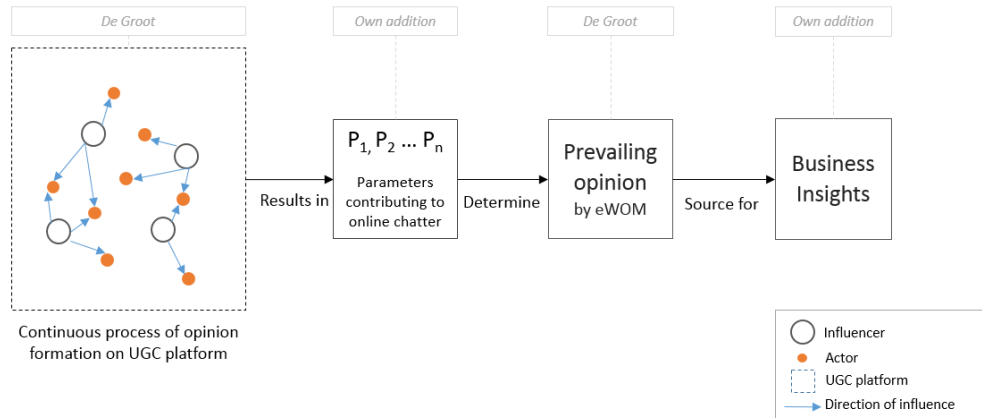 De Groot
Own addition
De Groot
Own addition
P1, P2 ... Pn
Parameters
contributing to
online chatter
Prevailing
opinion
by eWOM
Business
Insights
Results in
Determine
Source for
Continuous process of opinion
formation on UGC platform
Influencer
Actor
UGC platform
Direction of influence